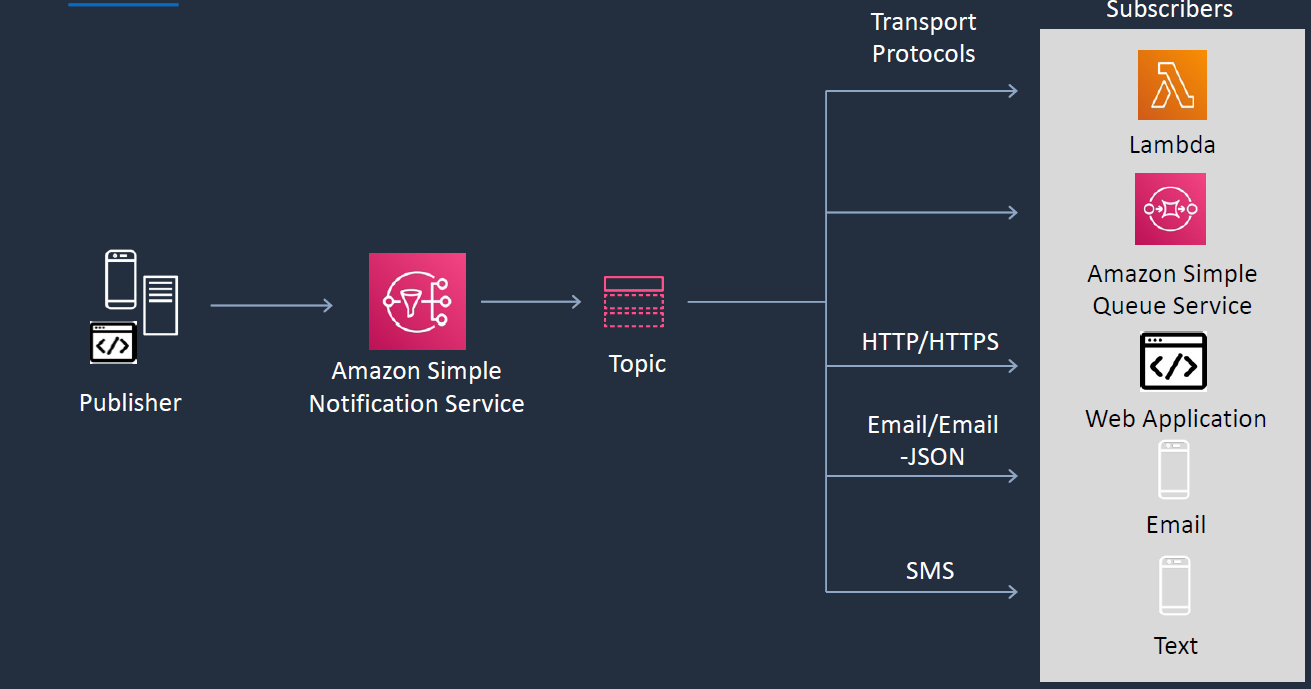 Transport
Protocols
Subscribers
Lambda
Amazon Simple
Queue Service
HTTP/HTTPS
Web Application
Email/Email
-JSON
Email
SMS
Text
Publisher
Amazon Simple
Notification Service
Topic